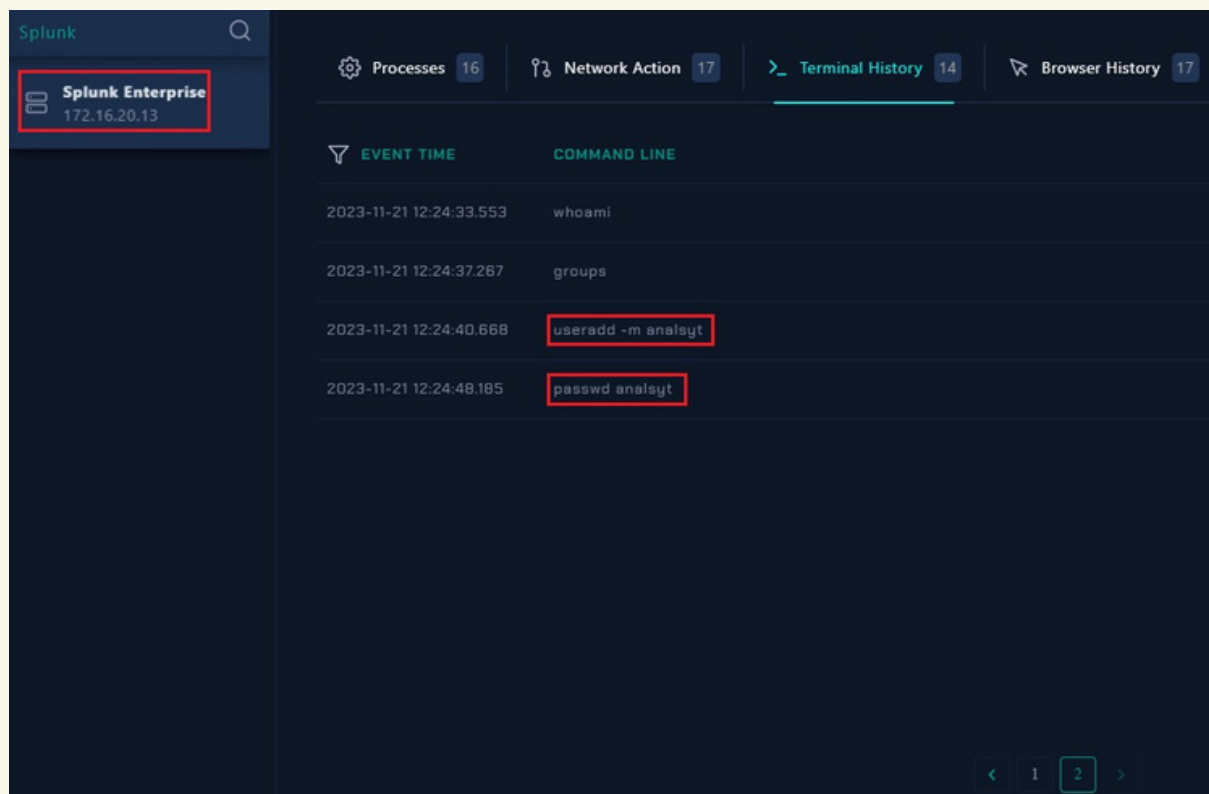 Splunk
Splunk Enterprise
172.16.20.13
Processes 16 Network Action 17 >_ Terminal History 14 Browser History 17
EVENT TIME COMMAND LINE
2023-11-21 12:24:33.553 whoami
2023-11-21 12:24:37.267 groups
2023-11-21 12:24:40.668 useradd -m analsyt
2023-11-21 12:24:48.185 passwd analsyt
< 1 2 >